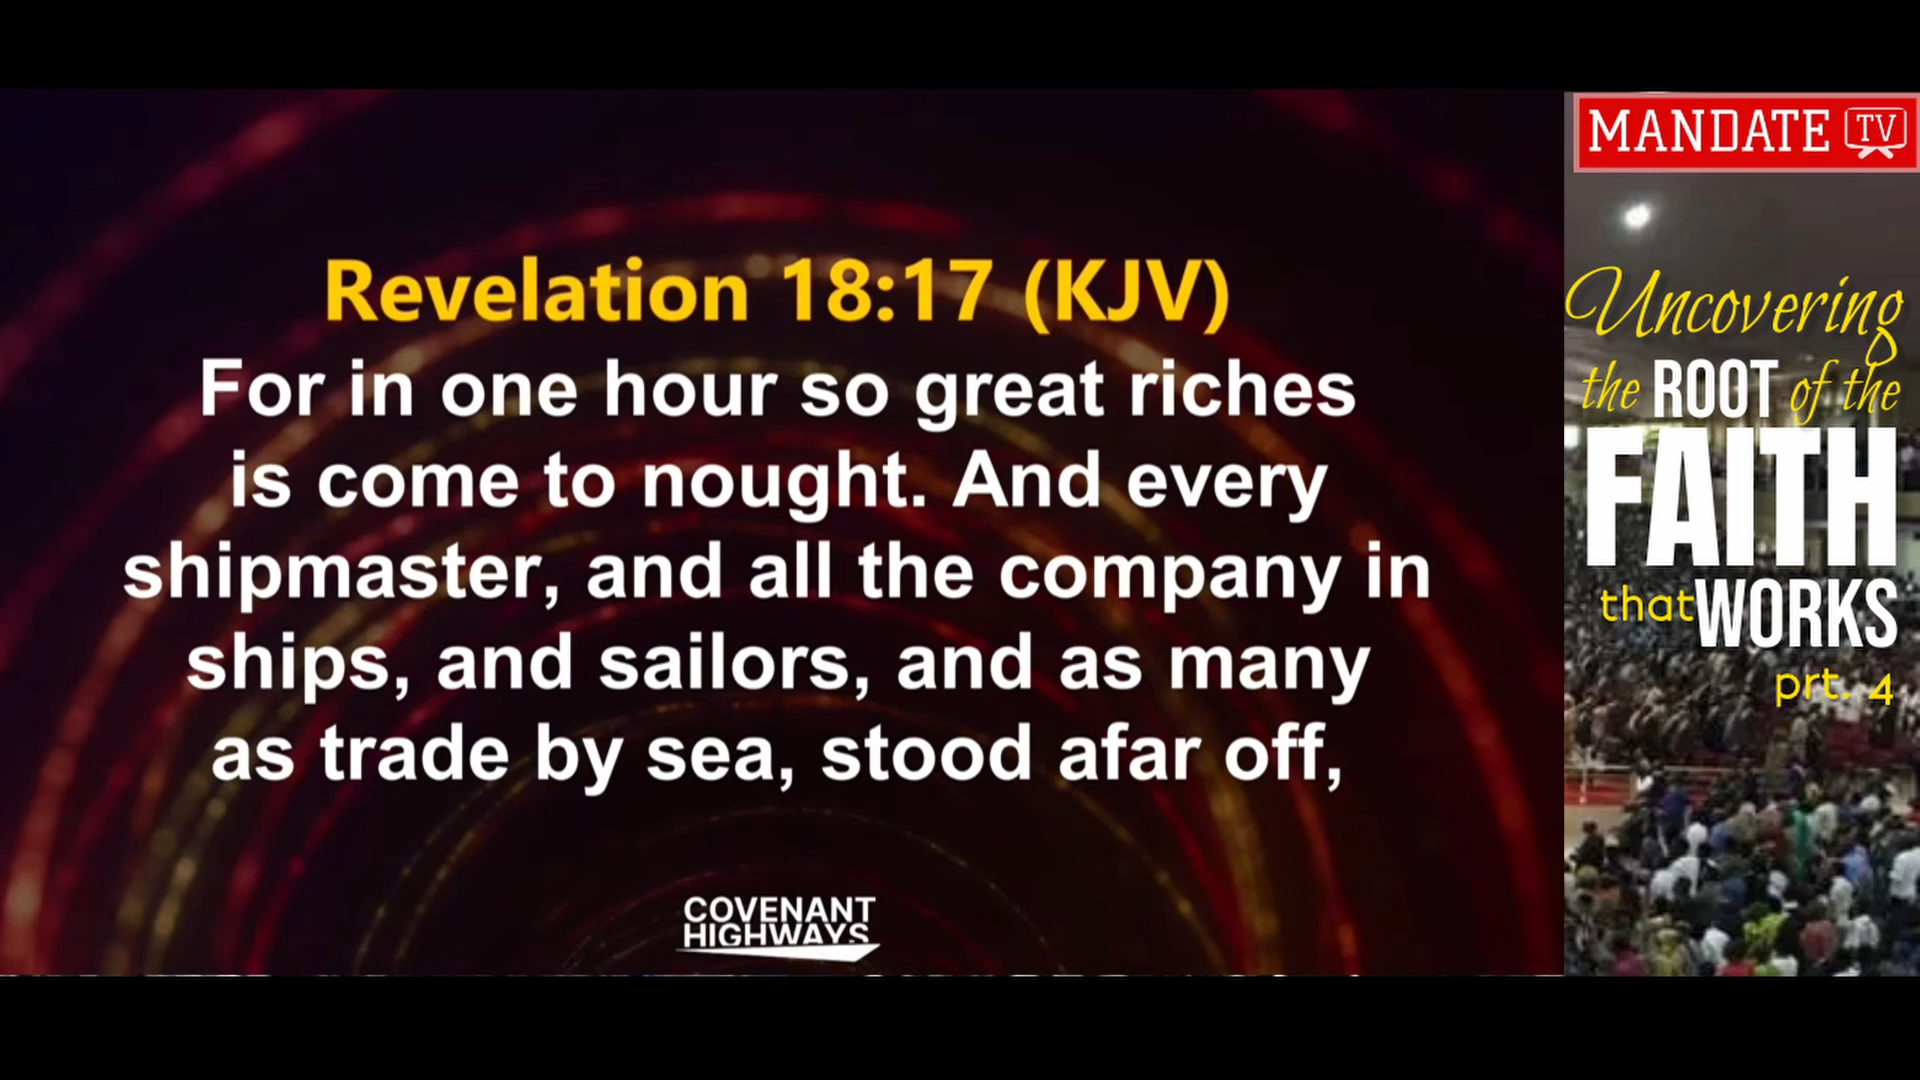 Revelation 18:17 (KJV)
For in one hour so great riches
is come to nought. And every
shipmaster, and all the company in
ships, and sailors, and as many
as trade by sea, stood afar off,
COVENANT
HIGHWAYS
MANDATE TV
Uncovering
the ROOT of the
FAITH
that WORKS
prt. 4